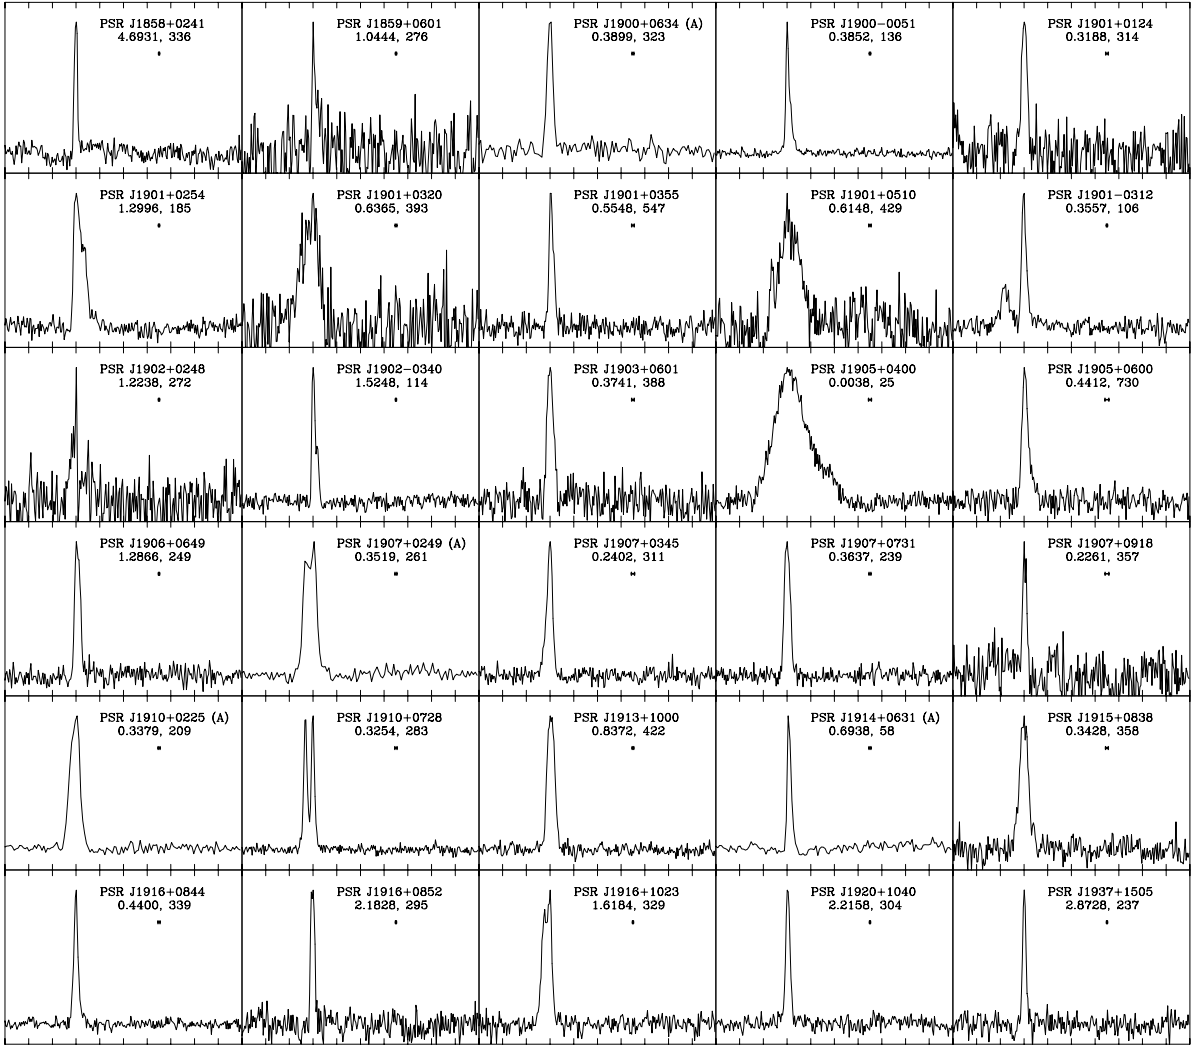 PSR J1858+0241
4.6931, 336
PSR J1859+0601
1.0444, 276
PSR J1900+0634 (A)
0.3899, 323
PSR J1900-0051
0.3852, 136
PSR J1901+0124
0.3188, 314
PSR J1901+0254
1.2996, 185
PSR J1901+0320
0.6365, 393
PSR J1901+0355
0.5548, 547
PSR J1901+0510
0.6148, 429
PSR J1901-0312
0.3557, 106
PSR J1902+0248
1.2238, 272
PSR J1902-0340
1.5248, 114
PSR J1903+0601
0.3741, 388
PSR J1905+0400
0.0038, 25
PSR J1905+0600
0.4412, 730
PSR J1906+0649
1.2866, 249
PSR J1907+0249 (A)
0.3519, 261
PSR J1907+0345
0.2402, 311
PSR J1907+0731
0.3637, 239
PSR J1907+0918
0.2261, 357
PSR J1910+0225 (A)
0.3379, 209
PSR J1910+0728
0.3254, 283
PSR J1913+1000
0.8372, 422
PSR J1914+0631 (A)
0.6938, 58
PSR J1915+0838
0.3428, 358
PSR J1916+0844
0.4400, 339
PSR J1916+0852
2.1828, 295
PSR J1916+1023
1.6184, 329
PSR J1920+1040
2.2158, 304
PSR J1937+1505
2.8728, 237